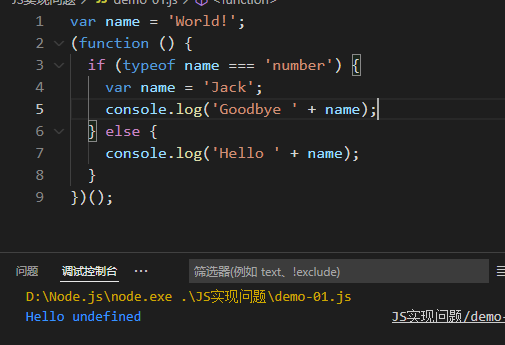 JS实现问题 > JS demo-01.js > <function>
1 var name = 'World!';
2 (function () {
3 if (typeof name === 'number') {
4 var name = 'Jack';
5 console.log('Goodbye ' + name);
6 } else {
7 console.log('Hello ' + name);
8 }
9 })();
问题 调试控制台 ··· 筛选器(例如 text、!exclude)
D:\Node.js\node.exe .\JS实现问题\demo-01.js
Hello undefined JS实现问题/demo-